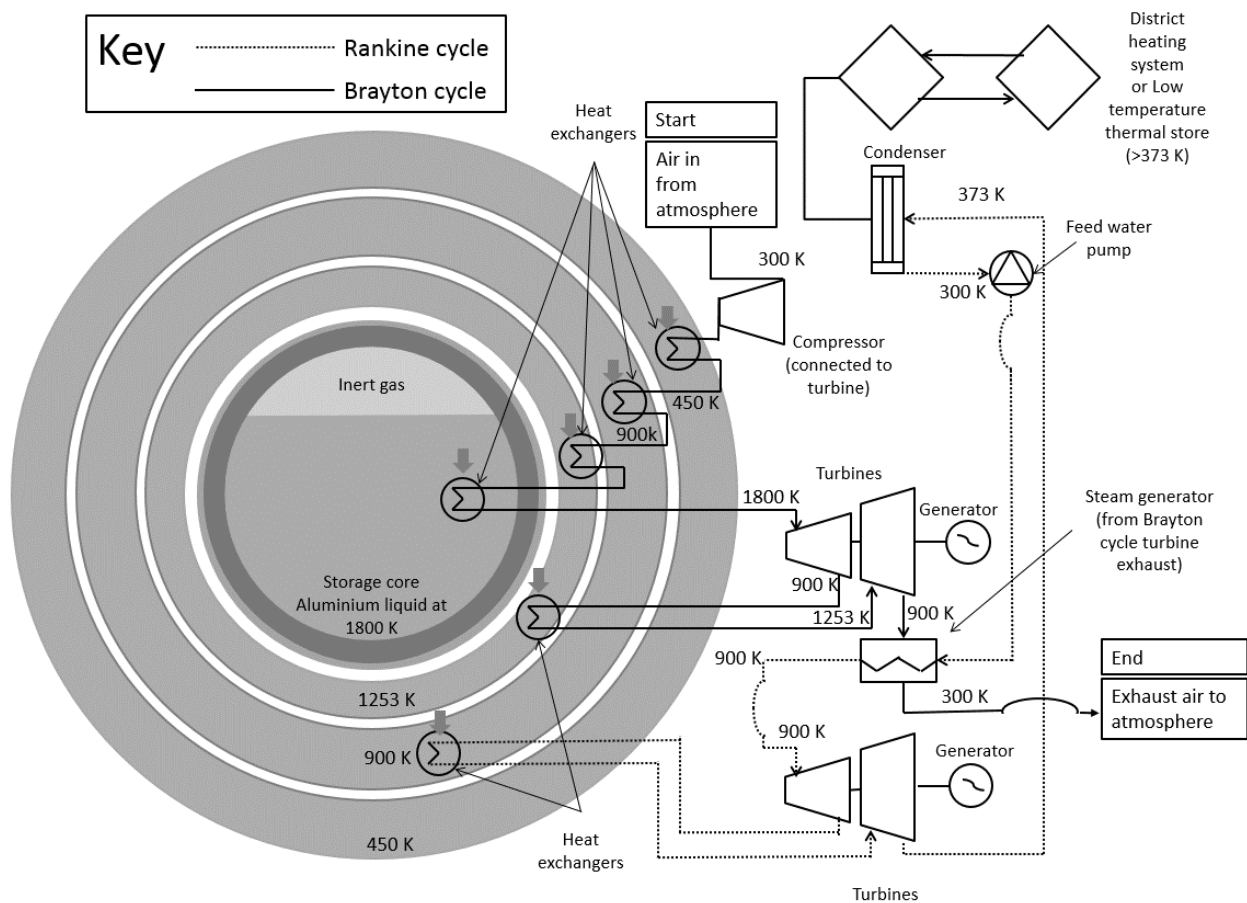 Key
Rankine cycle
Brayton cycle
Heat
exchangers
Start
Air in
from
atmosphere
District
heating
system
or Low
temperature
thermal store
(>373 K)
Condenser
373 K
Feed water
pump
300 K
300 K
Compressor
(connected to
turbine)
450 K
900k
Inert gas
Storage core
Aluminium liquid at
1800 K
1800 K
Turbines
Generator
Steam generator
(from Brayton
cycle turbine
exhaust)
900 K
1253 K
900 K
900 K
300 K
End
Exhaust air to
atmosphere
1253 K
900 K
450 K
900 K
Generator
Heat
exchangers
Turbines